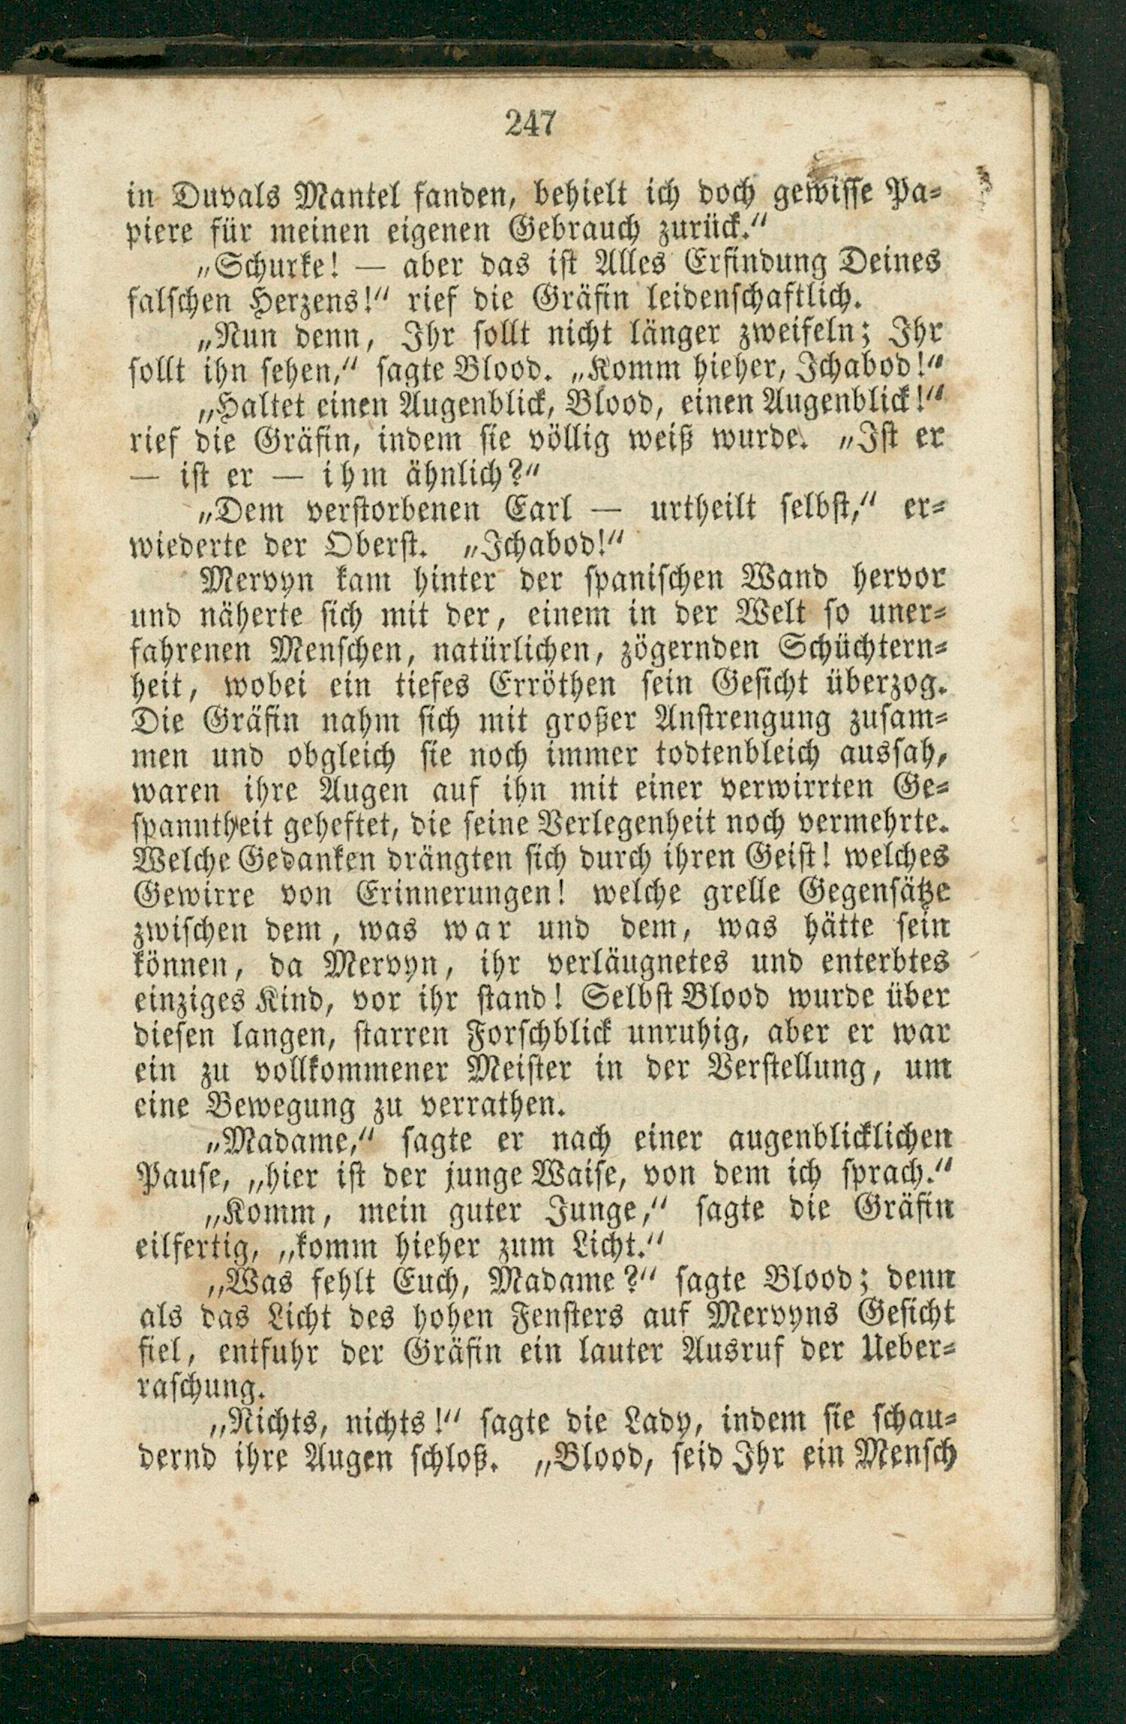 247
in Duvals Mantel fanden, behielt ich doch gewisse Pa-
piere für meinen eigenen Gebrauch zurück.“
„Schurke! — aber das ist Alles Erfindung Deines
falschen Herzens!“ rief die Gräfin leidenschaftlich.
„Nun denn, Ihr sollt nicht länger zweifeln; Ihr
sollt ihn sehen,“ sagte Blood. „Komm hieher, Ichabod!“
„Haltet einen Augenblick, Blood, einen Augenblick!“
rief die Gräfin, indem sie völlig weiß wurde. „Ist er
— ist er — ihm ähnlich?“
„Dem verstorbenen Earl — urtheilt selbst,“ er-
wiederte der Oberst. „Ichabod!“
Mervyn kam hinter der spanischen Wand hervor
und näherte sich mit der, einem in der Welt so uner-
fahrenen Menschen, natürlichen, zögernden Schüchtern-
heit, wobei ein tiefes Erröthen sein Gesicht überzog.
Die Gräfin nahm sich mit großer Anstrengung zusam-
men und obgleich sie noch immer todtenbleich aussah,
waren ihre Augen auf ihn mit einer verwirrten Ge-
spanntheit geheftet, die seine Verlegenheit noch vermehrte.
Welche Gedanken drängten sich durch ihren Geist! welches
Gewirre von Erinnerungen! welche grelle Gegensätze
zwischen dem, was war und dem, was hätte sein
können, da Mervyn, ihr verläugnetes und enterbtes
einziges Kind, vor ihr stand! Selbst Blood wurde über
diesen langen, starren Forschblick unruhig, aber er war
ein zu vollkommener Meister in der Verstellung, um
eine Bewegung zu verrathen.
„Madame,“ sagte er nach einer augenblicklichen
Pause, „hier ist der junge Waise, von dem ich sprach.“
„Komm, mein guter Junge,“ sagte die Gräfin
eilfertig, „komm hieher zum Licht.“
„Was fehlt Euch, Madame?“ sagte Blood; denn
als das Licht des hohen Fensters auf Mervyns Gesicht
fiel, entfuhr der Gräfin ein lauter Ausruf der Ueber-
raschung.
„Nichts, nichts!“ sagte die Lady, indem sie schau-
dernd ihre Augen schloß. „Blood, seid Ihr ein Mensch